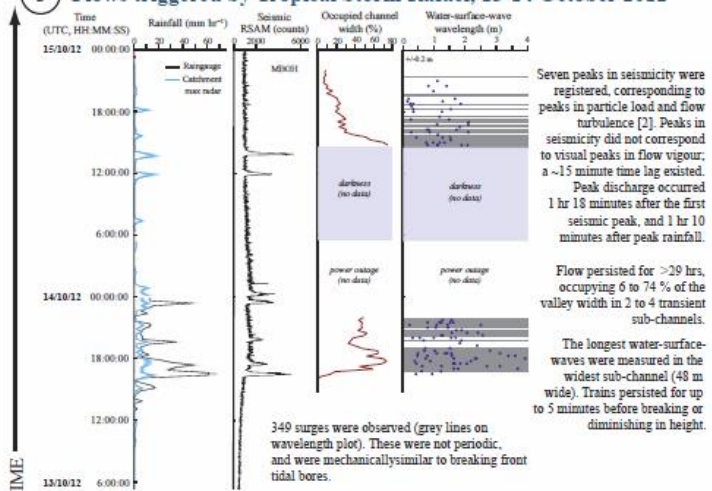 Flows triggered by Tropical Storm Rafael, 13-14 October 2012
Time
(UTC, HH:MM:SS)
Rainfall (mm hr⁻¹)
Seismic
RSAM (counts)
Occupied channel
width (%)
Water-surface-wave
wavelength (m)
0 20 40 60
2000 6000
0 20 40 60 80
0 1 2 3 4
15/10/12 00:00:00
18:00:00
12:00:00
6:00:00
14/10/12 00:00:00
18:00:00
12:00:00
13/10/12 6:00:00
TIME
Raingauge
Catchment
max radar
+/-0.2 m
darkness
(no data)
darkness
(no data)
power outage
(no data)
power outage
(no data)
349 surges were observed (grey lines on
wavelength plot). These were not periodic,
and were mechanicallysimilar to breaking front
tidal bores.
Seven peaks in seismicity were
registered, corresponding to
peaks in particle load and flow
turbulence [2]. Peaks in
seismicity did not correspond
to visual peaks in flow vigour;
a ~15 minute time lag existed.
Peak discharge occurred
1 hr 18 minutes after the first
seismic peak, and 1 hr 10
minutes after peak rainfall.
Flow persisted for >29 hrs,
occupying 6 to 74 % of the
valley width in 2 to 4 transient
sub-channels.
The longest water-surface-
waves were measured in the
widest sub-channel (48 m
wide). Trains persisted for up
to 5 minutes before breaking or
diminishing in height.